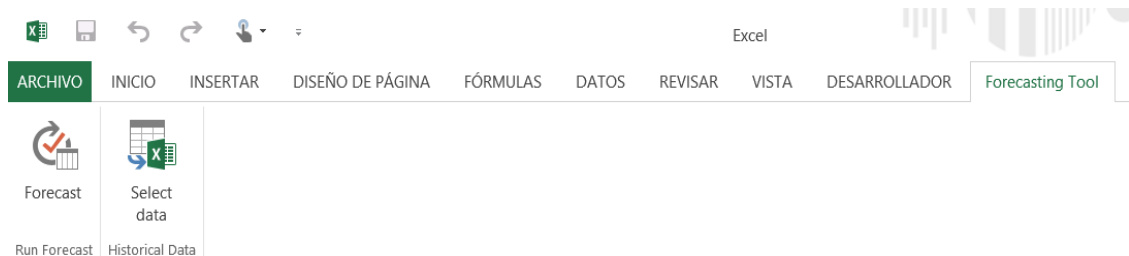 Excel
ARCHIVO INICIO INSERTAR DISEÑO DE PÁGINA FÓRMULAS DATOS REVISAR VISTA DESARROLLADOR Forecasting Tool
Forecast Select
data
Run Forecast Historical Data